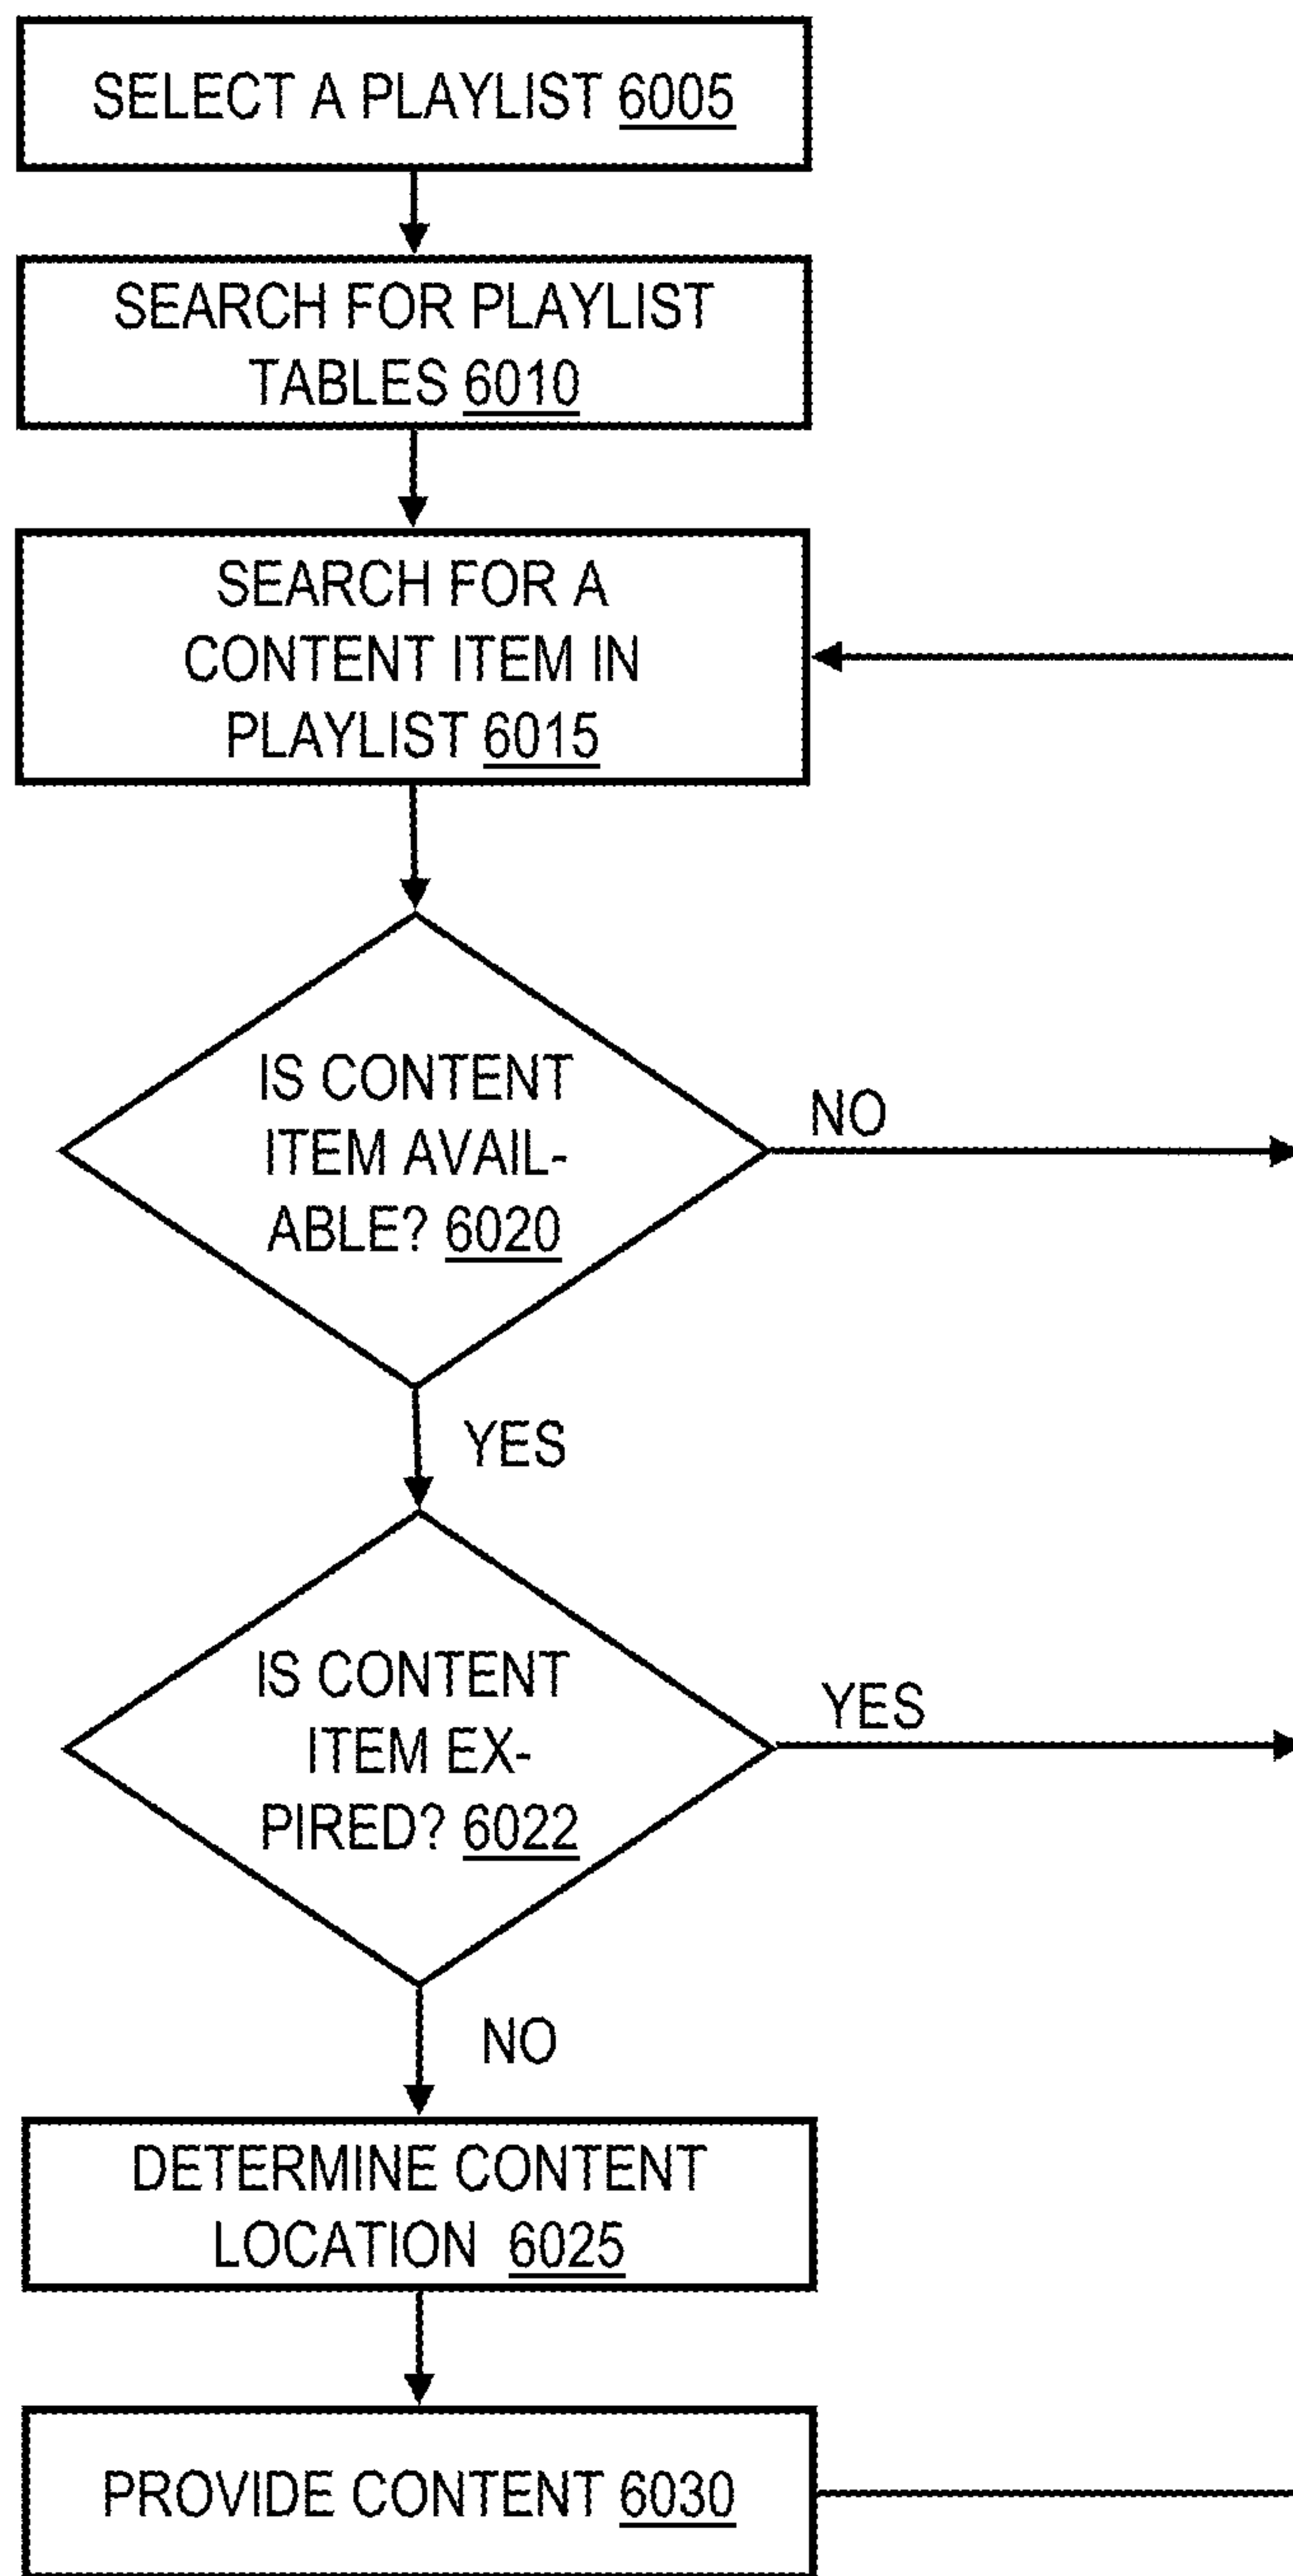 SELECT A PLAYLIST 6005
SEARCH FOR PLAYLIST
TABLES 6010
SEARCH FOR A
CONTENT ITEM IN
PLAYLIST 6015
IS CONTENT
ITEM AVAIL-
ABLE? 6020
NO
YES
IS CONTENT
ITEM EX-
PIRED? 6022
YES
NO
DETERMINE CONTENT
LOCATION 6025
PROVIDE CONTENT 6030